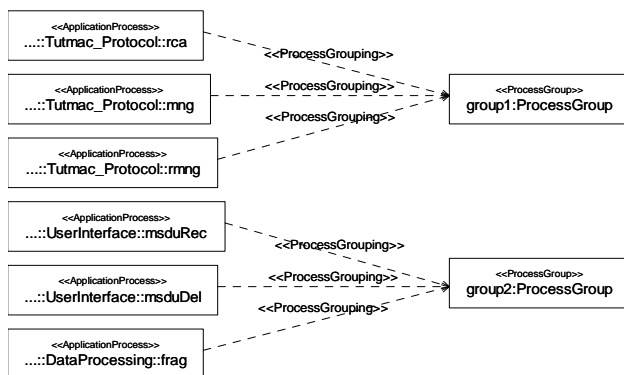 <<ApplicationProcess>>
...::Tutmac_Protocol::rca
<<ProcessGrouping>>
<<ApplicationProcess>>
...::Tutmac_Protocol::mng
<<ProcessGrouping>>
<<ProcessGroup>>
group1:ProcessGroup
<<ProcessGrouping>>
<<ApplicationProcess>>
...::Tutmac_Protocol::rmng
<<ApplicationProcess>>
...::UserInterface::msduRec
<<ProcessGrouping>>
<<ApplicationProcess>>
...::UserInterface::msduDel
<<ProcessGrouping>>
<<ProcessGroup>>
group2:ProcessGroup
<<ProcessGrouping>>
<<ApplicationProcess>>
...::DataProcessing::frag